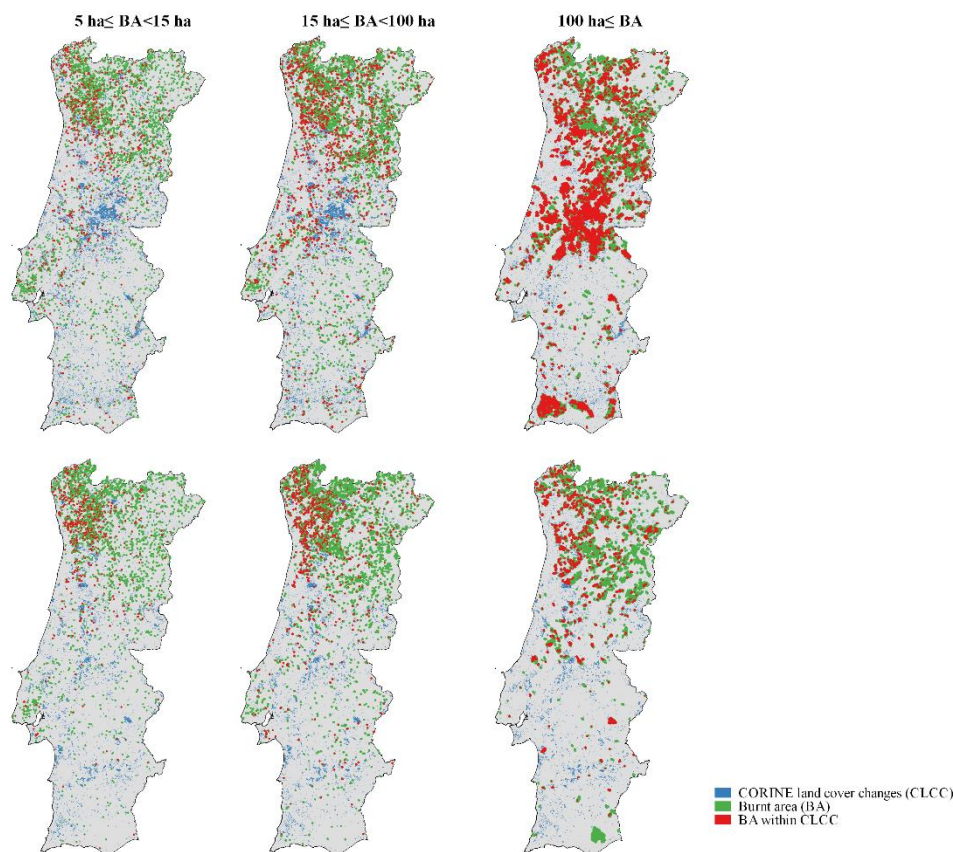 5 ha≤ BA<15 ha
15 ha≤ BA<100 ha
100 ha≤ BA
CORINE land cover changes (CLCC)
Burnt area (BA)
BA within CLCC